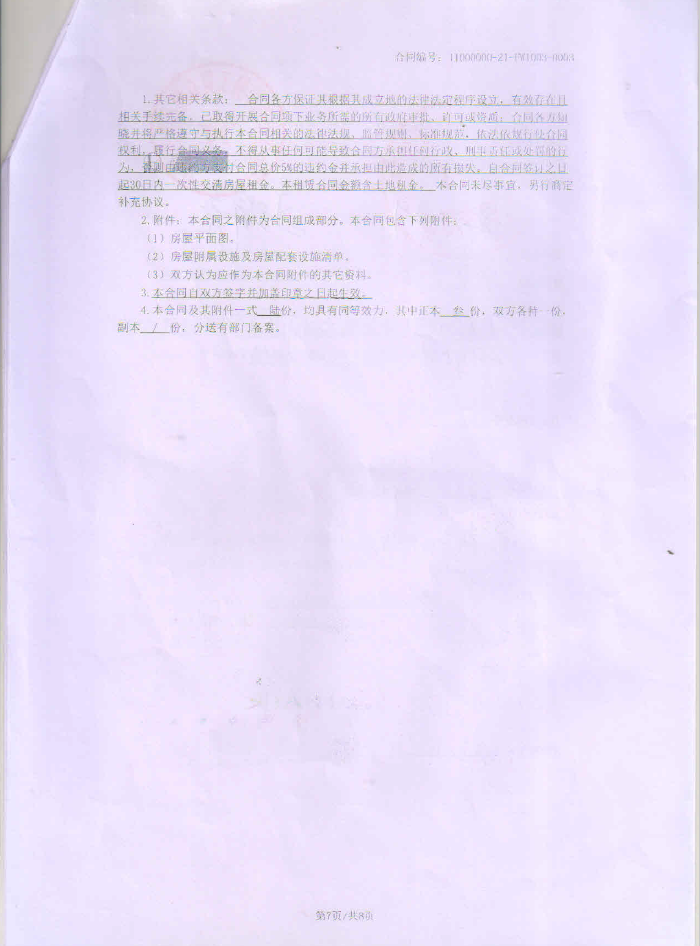 合同编号：
1.其它相关条款： 合同各方保证其根据其成立地的法律法定程序设立，有效存在且
相关手续完备，已取得开展合同项下业务所需的所有政府审批、许可或资质；合同各方知
晓并将严格遵守与执行本合同相关的法律法规、监管规则、标准规范，依法依规行使合同
权利，履行合同义务，不得从事任何可能导致合同方承担任何行政、刑事责任或处罚的行
为，否则由违约方支付合同总价5%的违约金并承担由此造成的所有损失。自合同签订之日
起30日内一次性交清房屋租金。本租赁合同金额含土地租金。 本合同未尽事宜，另行商定
补充协议。
2.附件：本合同之附件为合同组成部分。本合同包含下列附件：
（1）房屋平面图。
（2）房屋附属设施及房屋配套设施清单。
（3）双方认为应作为本合同附件的其它资料。
3.本合同自双方签字并加盖印章之日起生效。
4.本合同及其附件一式 陆 份，均具有同等效力，其中正本 叁 份，双方各持一份，
副本 / 份，分送有部门备案。
第7页/共8页